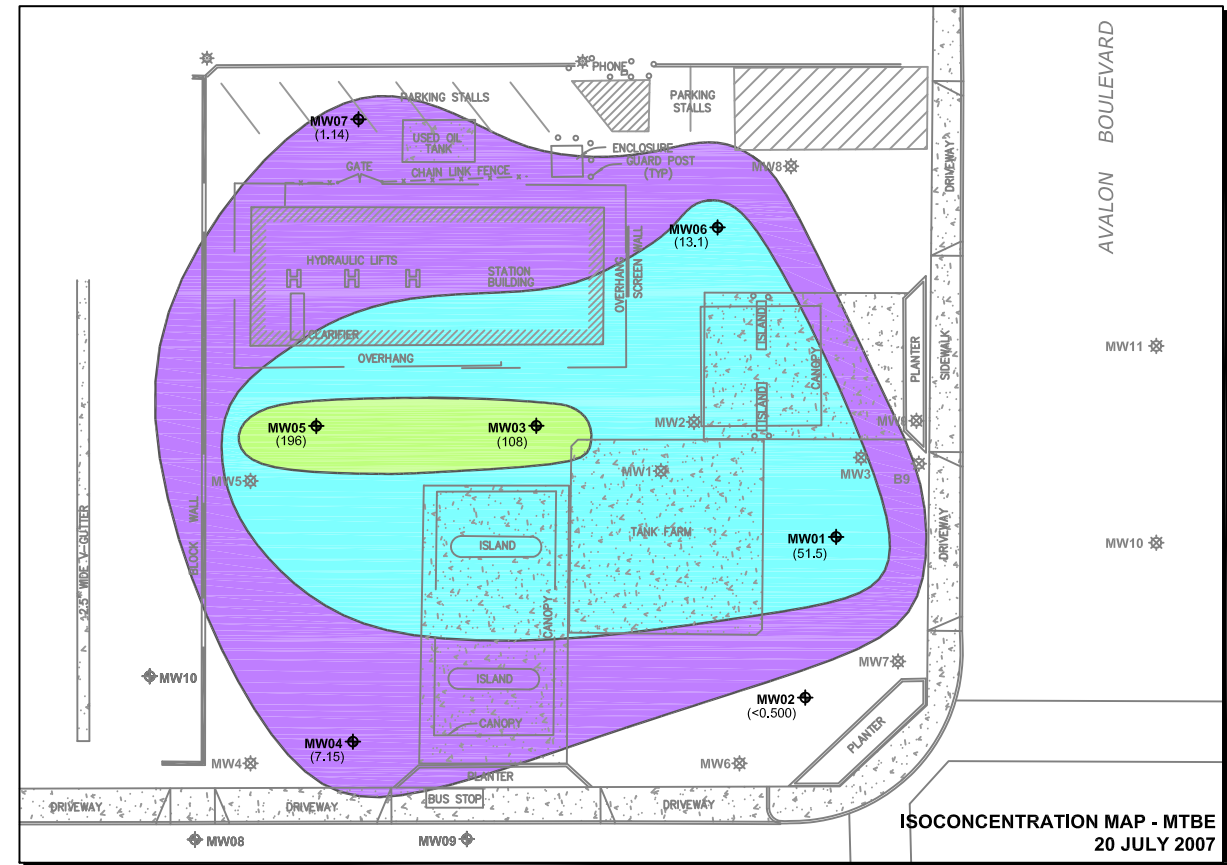 PHONE
PARKING STALLS
PARKING
STALLS
MW07
(1.14)
USED OIL
TANK
ENCLOSURE
GUARD POST
(TYP)
GATE
CHAIN LINK FENCE
MW8
AVALON BOULEVARD
DRIVEWAY
MW06
(13.1)
HYDRAULIC LIFTS
STATION
BUILDING
OVERHANG
SCREEN WALL
CLARIFIER
OVERHANG
ISLAND
ISLAND
CANOPY
PLANTER
SIDEWALK
MW11
MW05
(196)
MW03
(108)
MW2
MW9
MW5
MW1
MW3
B9
2.5" WIDE V-GUTTER
BLOCK WALL
ISLAND
TANK FARM
MW01
(51.5)
DRIVEWAY
MW10
CANOPY
MW10
ISLAND
MW7
MW02
(<0.500)
CANOPY
PLANTER
MW04
(7.15)
MW4
MW6
PLANTER
DRIVEWAY
DRIVEWAY
BUS STOP
DRIVEWAY
MW08
MW09
ISOCONCENTRATION MAP - MTBE
20 JULY 2007